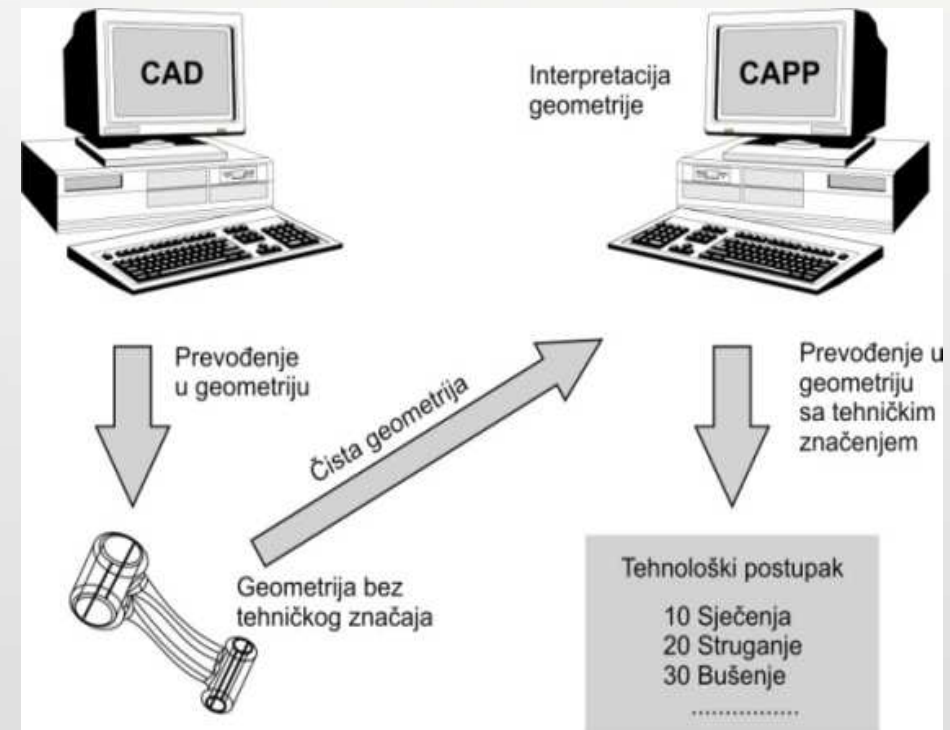 CAD
Interpretacija
geometrije
CAPP
Prevođenje
u geometriju
Čista geometrija
Prevođenje u
geometriju
sa tehničkim
značenjem
Geometrija bez
tehničkog značaja
Tehnološki postupak
10 Sječenja
20 Struganje
30 Bušenje
................